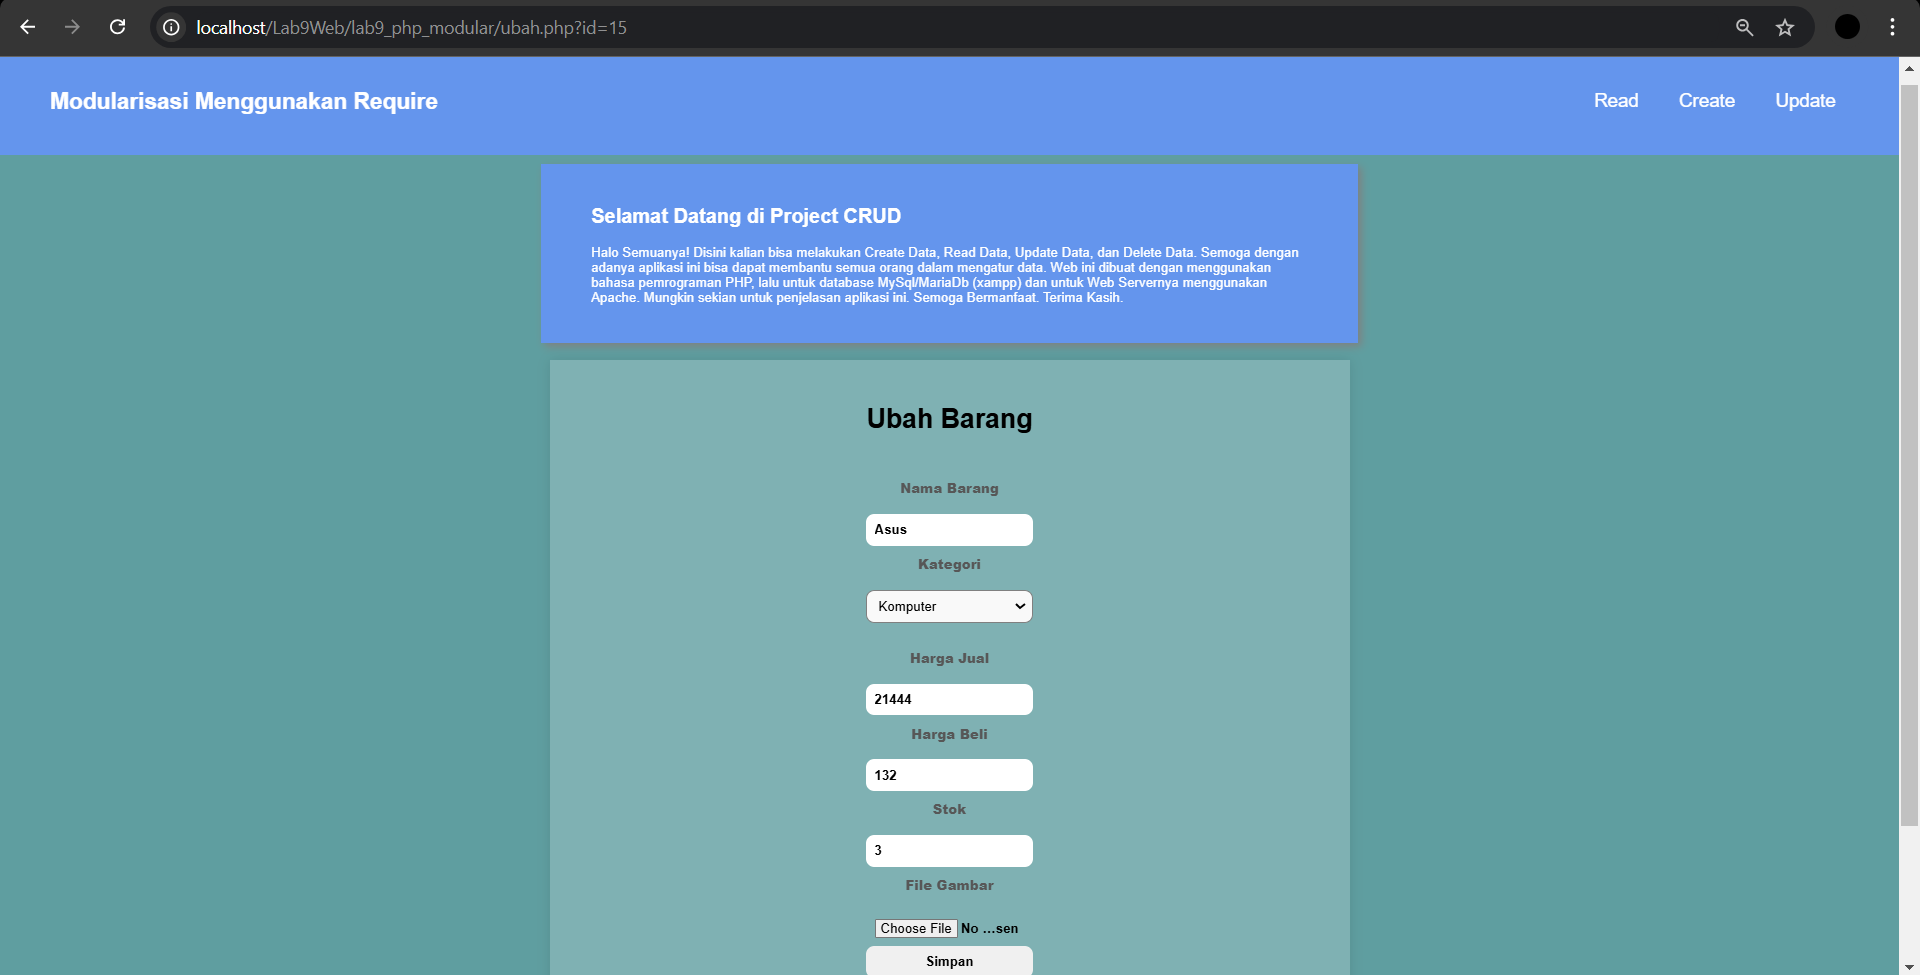 localhost/Lab9Web/lab9_php_modular/ubah.php?id=15
Modularisasi Menggunakan Require
Read Create Update
Selamat Datang di Project CRUD
Halo Semuanya! Disini kalian bisa melakukan Create Data, Read Data, Update Data, dan Delete Data. Semoga dengan
adanya aplikasi ini bisa dapat membantu semua orang dalam mengatur data. Web ini dibuat dengan menggunakan
bahasa pemrograman PHP, lalu untuk database MySql/MariaDb (xampp) dan untuk Web Servernya menggunakan
Apache. Mungkin sekian untuk penjelasan aplikasi ini. Semoga Bermanfaat. Terima Kasih.
Ubah Barang
Nama Barang
Asus
Kategori
Komputer
Harga Jual
21444
Harga Beli
132
Stok
3
File Gambar
Choose File No ...sen
Simpan